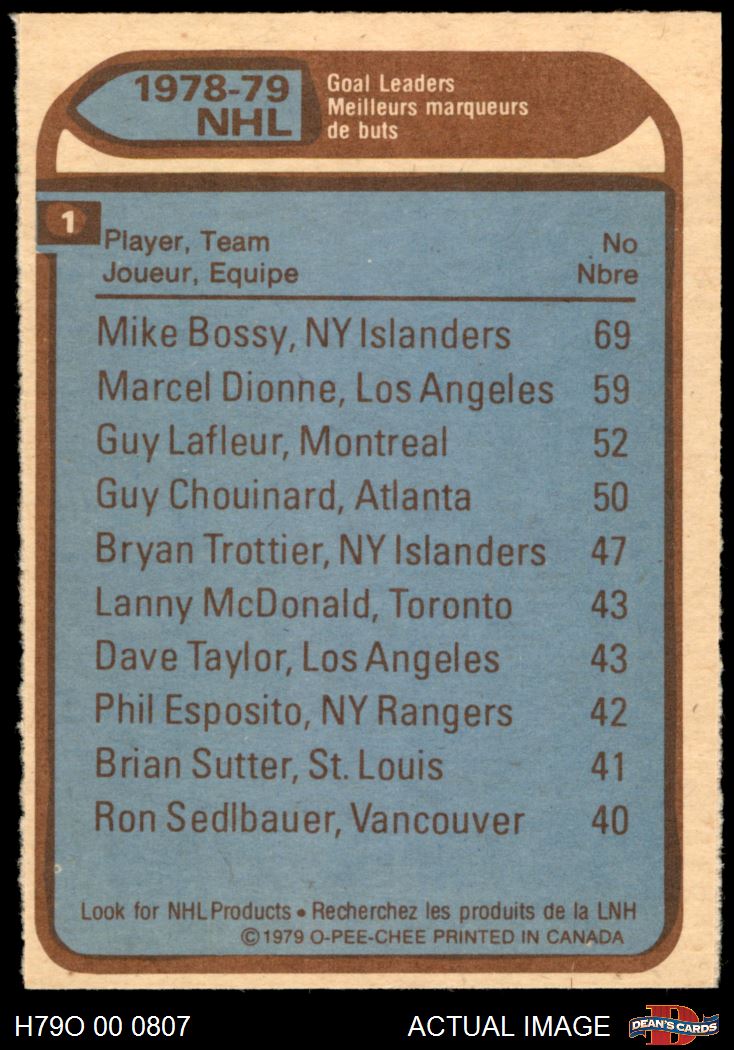 1978-79
NHL
Goal Leaders
Meilleurs marqueurs
de buts
1
Player, Team No
Joueur, Equipe Nbre
Mike Bossy, NY Islanders 69
Marcel Dionne, Los Angeles 59
Guy Lafleur, Montreal 52
Guy Chouinard, Atlanta 50
Bryan Trottier, NY Islanders 47
Lanny McDonald, Toronto 43
Dave Taylor, Los Angeles 43
Phil Esposito, NY Rangers 42
Brian Sutter, St. Louis 41
Ron Sedlbauer, Vancouver 40
Look for NHL Products • Recherchez les produits de la LNH
© 1979 O-PEE-CHEE PRINTED IN CANADA
H79O 00 0807 ACTUAL IMAGE D DEAN'S CARDS